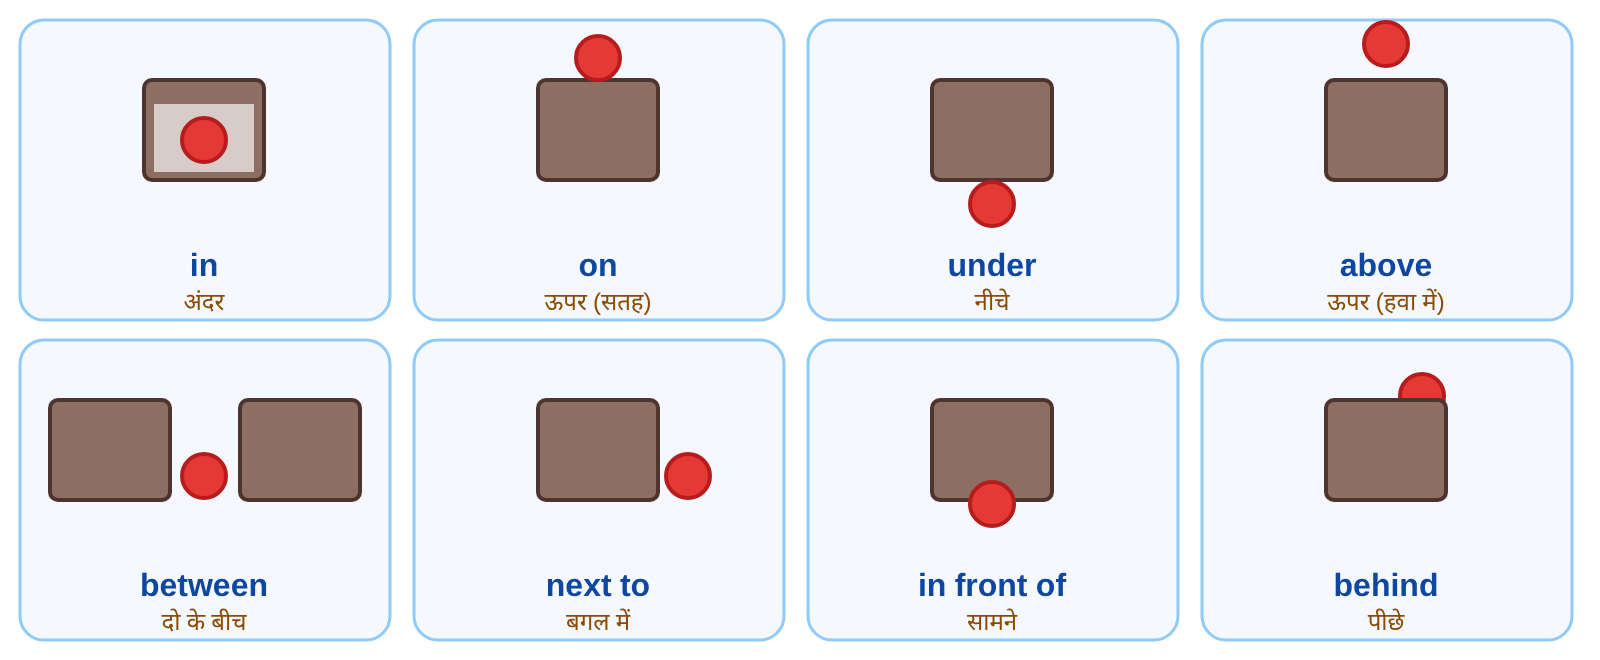 in
अंदर
on
ऊपर (सतह)
under
नीचे
above
ऊपर (हवा में)
between
दो के बीच
next to
बगल में
in front of
सामने
behind
पीछे